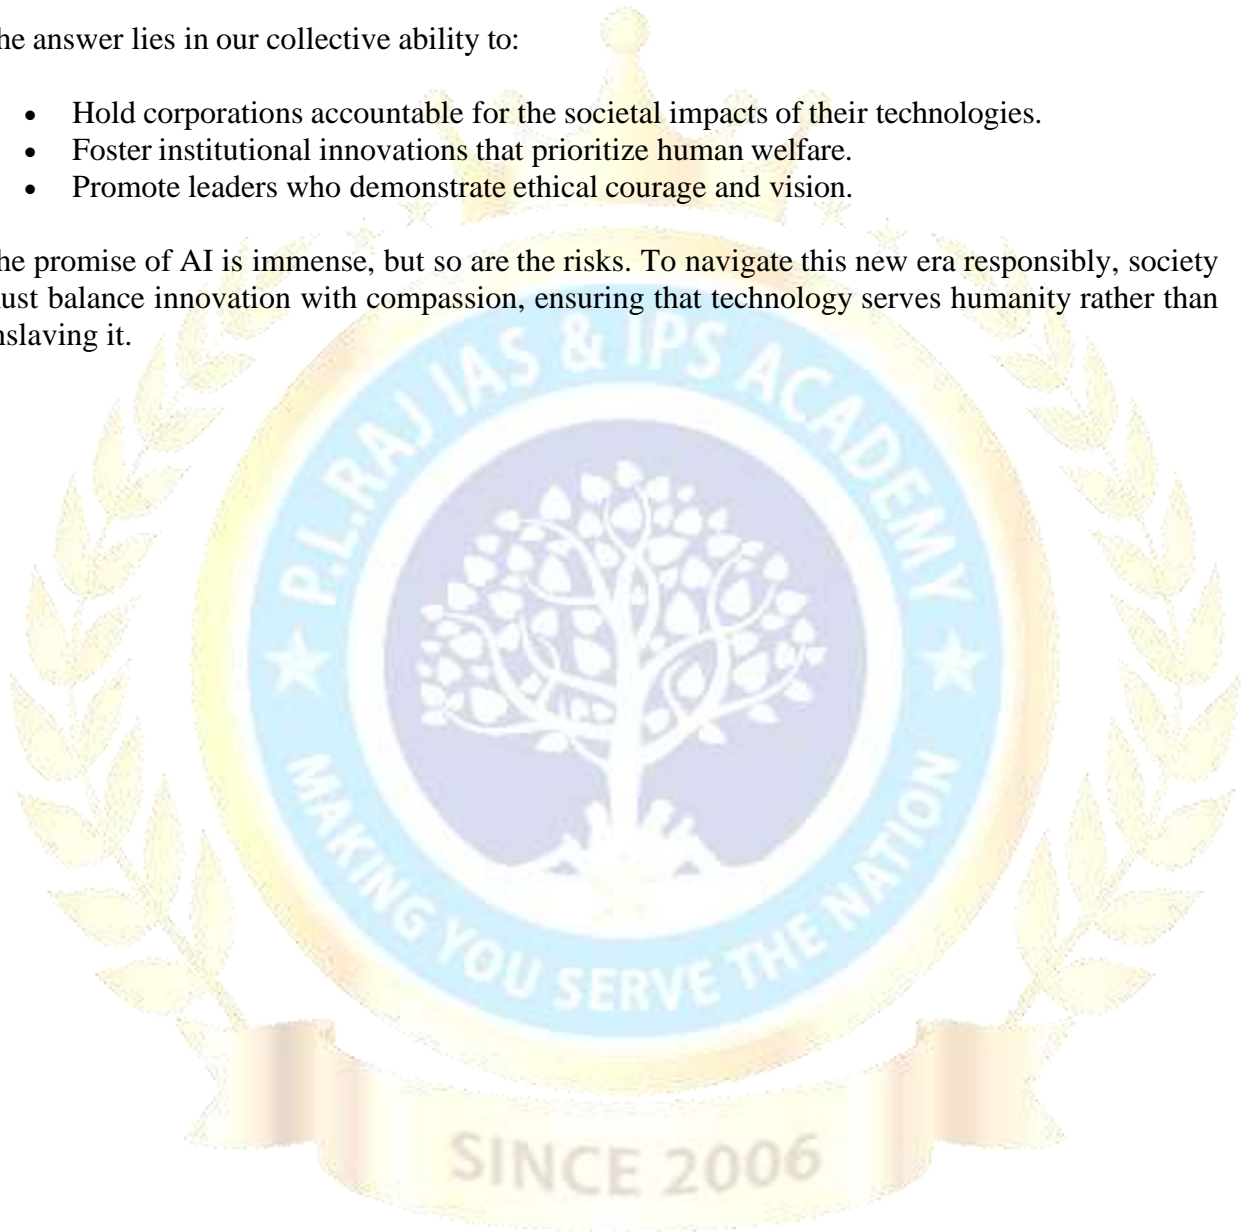 he answer lies in our collective ability to:
• Hold corporations accountable for the societal impacts of their technologies.
• Foster institutional innovations that prioritize human welfare.
• Promote leaders who demonstrate ethical courage and vision.
he promise of AI is immense, but so are the risks. To navigate this new era responsibly, society
ust balance innovation with compassion, ensuring that technology serves humanity rather than
nslaving it.
P.L.RAJ IAS & IPS ACADEMY
MAKING YOU SERVE THE NATION
SINCE 2006